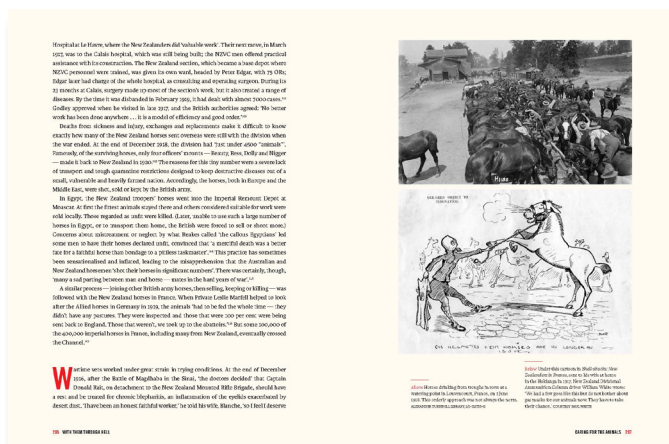 Hospital at Le Havre, where the New Zealanders did 'valuable work'. Their next move, in March
1917, was to the Calais hospital, which was still being built; the NZVC men offered practical
assistance with its construction. The New Zealand section, which became a base depot where
NZVC personnel were trained, was given its own ward, headed by Peter Edgar, with 75 ORs;
Edgar later had charge of the whole hospital, as consulting and operating surgeon. During its
23 months at Calais, surgery made up most of the section's work, but it also treated a range of
diseases. By the time it was disbanded in February 1919, it had dealt with almost 7000 cases.
Godley approved when he visited in late 1917, and the British authorities agreed: 'No better
work has been done anywhere . . . it is a model of efficiency and good order.'
Deaths from sickness and injury, exchanges and replacements make it difficult to know
exactly how many of the New Zealand horses sent overseas were still with the division when
the war ended. At the end of December 1918, the division had 'just under 4500 "animals"'.
Famously, of the surviving horses, only four officers' mounts — Beauty, Bess, Dolly and Nigger
— made it back to New Zealand in 1920. The reasons for this tiny number were a severe lack
of transport and tough quarantine restrictions designed to keep destructive diseases out of a
small, vulnerable and heavily farmed nation. Accordingly, the horses, both in Europe and the
Middle East, were shot, sold or kept by the British army.
In Egypt, the New Zealand troopers' horses went into the Imperial Remount Depot at
Moascar. At first the finest animals stayed there and others considered suitable for work were
sold locally. Those regarded as unfit were killed. (Later, unable to use such a large number of
horses in Egypt, or to transport them home, the British were forced to sell or shoot more.)
Concerns about mistreatment or neglect by what Beakes called 'the callous Egyptians' led
some men to have their horses declared unfit, convinced that 'a merciful death was a better
fate for a faithful horse than bondage to a pitiless taskmaster'. This practice has sometimes
been sensationalised and inflated, leading to the misapprehension that the Australian and
New Zealand horsemen 'shot their horses in significant numbers'. There was certainly, though,
'many a sad parting between man and horse — mates in the hard years of war'.
A similar process — joining other British army horses, then selling, keeping or killing — was
followed with the New Zealand horses in France. When Private Leslie Matfell helped to look
after the Allied horses in Germany in 1919, the animals 'had to be fed the whole time — they
didn't have any pastures. They were inspected and those that were 100 per cent were being
sent back to England. Those that weren't, we took up to the abattoirs.' But some 100,000 of
the 400,000 imperial horses in France, including many from New Zealand, eventually crossed
the Channel.
Wartime vets worked under great strain in trying conditions. At the end of December
1916, after the Battle of Magdhaba in the Sinai, 'the doctors decided' that Captain
Donald Bait, on detachment to the New Zealand Mounted Rifle Brigade, should have
a rest and be treated for chronic blepharitis, an inflammation of the eyelids exacerbated by
desert dust. 'I have been an honest faithful worker,' he told his wife, Blanche, 'so I feel I deserve
WITH THEM THROUGH HELL
above Horses drinking from troughs in rows at a
watering point in Louvencourt, France, on 1 June
1918. This orderly approach was not always the norm.
below Under this cartoon in Shell-shocks: New
Zealanders in France, sent to his wife at home
in the Hokianga in 1917, New Zealand Divisional
Ammunition Column driver William White wrote:
'We had a few gees like this but do not bother about
gas masks for our animals now. They have to take
their chance.'
CARING FOR THE ANIMALS